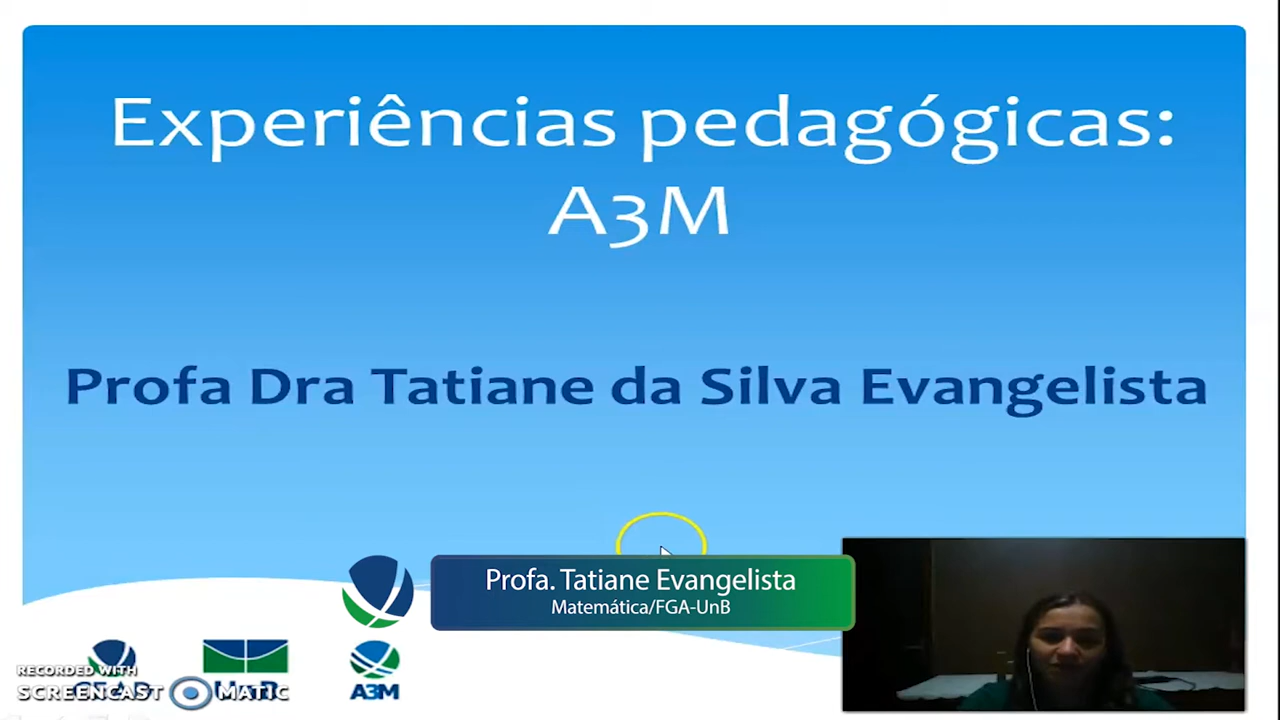 Experiências pedagógicas:
A3M
Profa Dra Tatiane da Silva Evangelista
Profa. Tatiane Evangelista
Matemática/FGA-UnB
RECORDED WITH
SCREENCAST MATIC
A3M